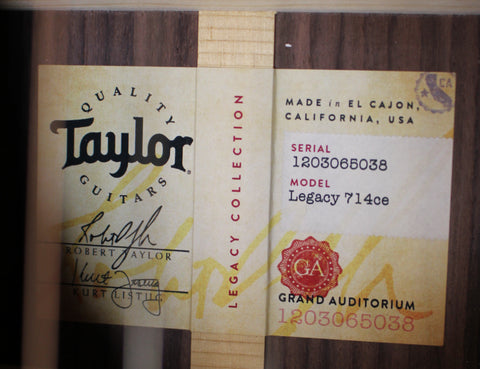 QUALITY
Taylor
GUITARS
ROBERT TAYLOR
KURT LISTUG
LEGACY COLLECTION
MADE in EL CAJON,
CALIFORNIA, USA
CA
SERIAL
1203065038
MODEL
Legacy 714ce
GA
GRAND AUDITORIUM
1203065038